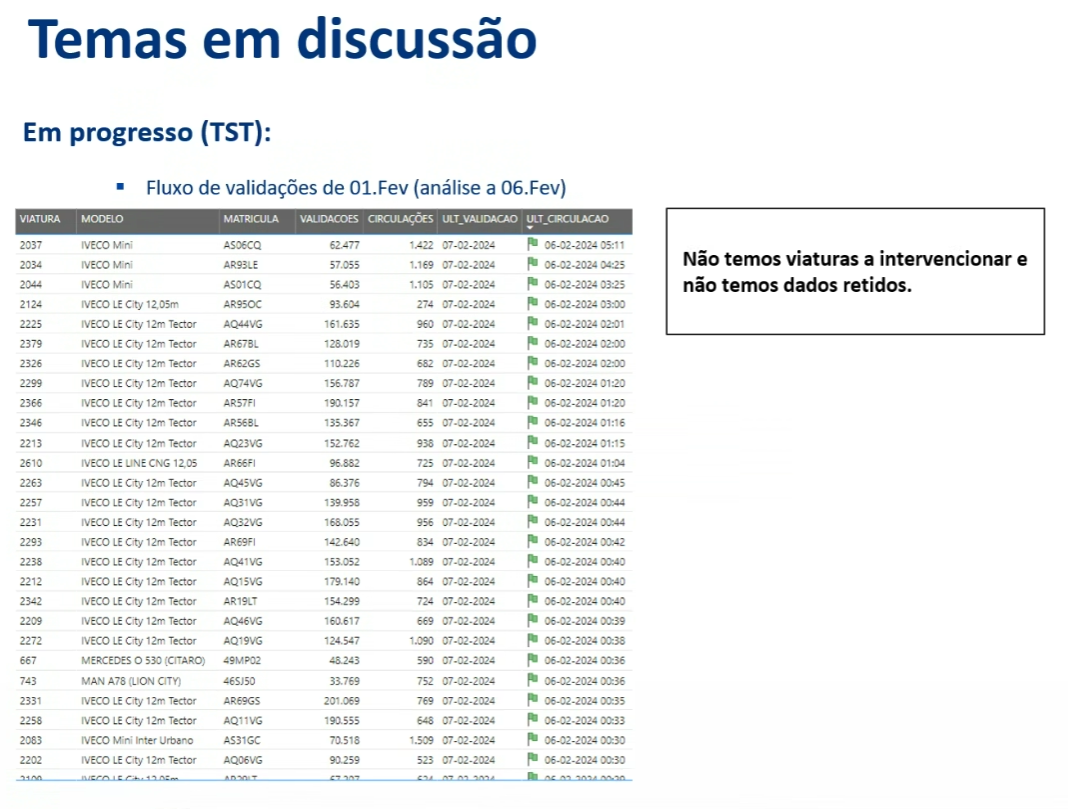 Temas em discussão
Em progresso (TST):
▪ Fluxo de validações de 01.Fev (análise a 06.Fev)
VIATURA MODELO MATRICULA VALIDACOES CIRCULAÇÕES ULT_VALIDACAO ULT_CIRCULACAO
2037 IVECO Mini AS06CQ 62.477 1.422 07-02-2024 06-02-2024 05:11
2034 IVECO Mini AR93LE 57.055 1.169 07-02-2024 06-02-2024 04:25
2044 IVECO Mini AS01CQ 56.403 1.105 07-02-2024 06-02-2024 03:25
2124 IVECO LE City 12,05m AR95OC 93.604 274 07-02-2024 06-02-2024 03:00
2225 IVECO LE City 12m Tector AQ44VG 161.635 960 07-02-2024 06-02-2024 02:01
2379 IVECO LE City 12m Tector AR67BL 128.019 735 07-02-2024 06-02-2024 02:00
2326 IVECO LE City 12m Tector AR62GS 110.226 682 07-02-2024 06-02-2024 02:00
2299 IVECO LE City 12m Tector AQ74VG 156.787 789 07-02-2024 06-02-2024 01:20
2366 IVECO LE City 12m Tector AR57FI 190.157 841 07-02-2024 06-02-2024 01:20
2346 IVECO LE City 12m Tector AR56BL 135.367 655 07-02-2024 06-02-2024 01:16
2213 IVECO LE City 12m Tector AQ23VG 152.762 938 07-02-2024 06-02-2024 01:15
2610 IVECO LE LINE CNG 12,05 AR66FI 96.882 725 07-02-2024 06-02-2024 01:04
2263 IVECO LE City 12m Tector AQ45VG 86.376 794 07-02-2024 06-02-2024 00:45
2257 IVECO LE City 12m Tector AQ31VG 139.958 959 07-02-2024 06-02-2024 00:44
2231 IVECO LE City 12m Tector AQ32VG 168.055 956 07-02-2024 06-02-2024 00:44
2293 IVECO LE City 12m Tector AR69FI 142.640 834 07-02-2024 06-02-2024 00:42
2238 IVECO LE City 12m Tector AQ41VG 153.052 1.089 07-02-2024 06-02-2024 00:40
2212 IVECO LE City 12m Tector AQ15VG 179.140 864 07-02-2024 06-02-2024 00:40
2342 IVECO LE City 12m Tector AR19LT 154.299 724 07-02-2024 06-02-2024 00:40
2209 IVECO LE City 12m Tector AQ46VG 160.617 669 07-02-2024 06-02-2024 00:39
2272 IVECO LE City 12m Tector AQ19VG 124.547 1.090 07-02-2024 06-02-2024 00:38
667 MERCEDES O 530 (CITARO) 49MP02 48.243 590 07-02-2024 06-02-2024 00:36
743 MAN A78 (LION CITY) 46SJ50 33.769 752 07-02-2024 06-02-2024 00:36
2331 IVECO LE City 12m Tector AR69GS 201.069 769 07-02-2024 06-02-2024 00:35
2258 IVECO LE City 12m Tector AQ11VG 190.555 648 07-02-2024 06-02-2024 00:33
2083 IVECO Mini Inter Urbano AS31GC 70.518 1.509 07-02-2024 06-02-2024 00:30
2202 IVECO LE City 12m Tector AQ06VG 90.259 523 07-02-2024 06-02-2024 00:30
Não temos viaturas a intervencionar e
não temos dados retidos.